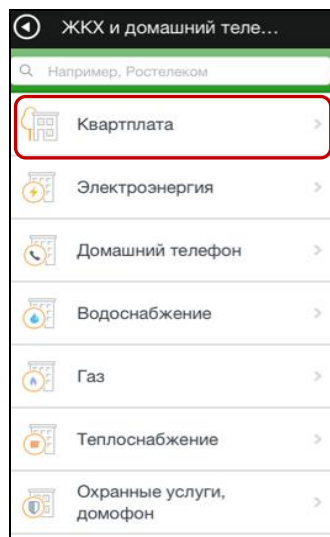 ЖКХ и домашний теле...
Например, Ростелеком
Квартплата
Электроэнергия
Домашний телефон
Водоснабжение
Газ
Теплоснабжение
Охранные услуги,
домофон